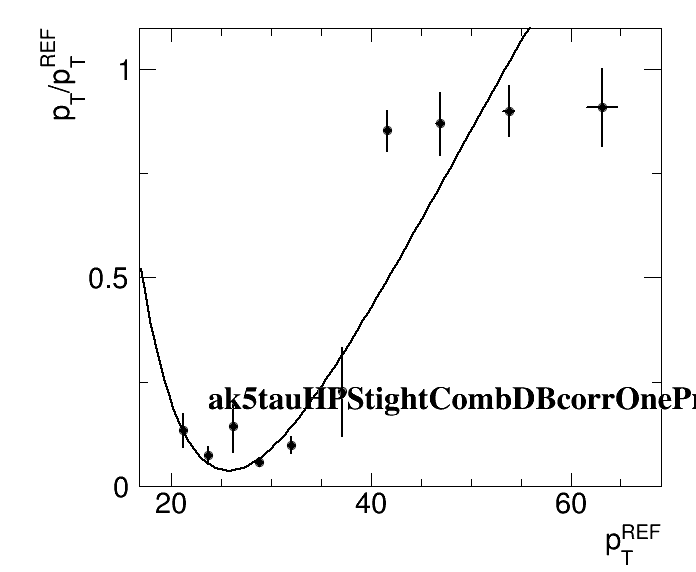 p_T/p_T^REF
1
0.5
0
ak5tauHPStightCombDBcorrOnePr
20 40 60
p_T^REF